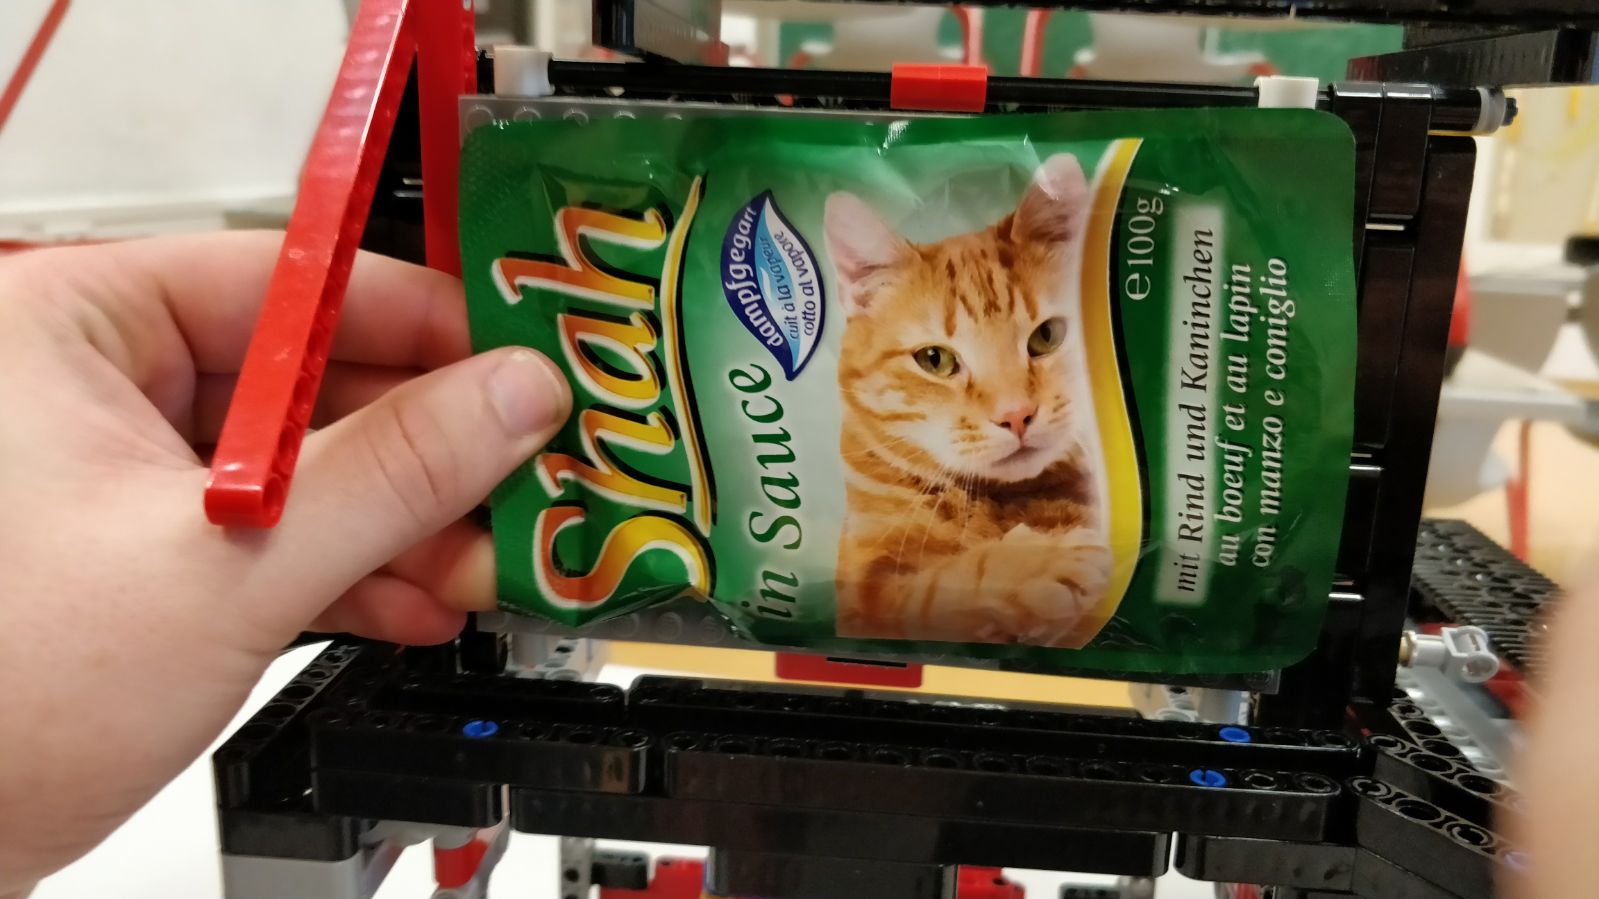 Shah
in Sauce
dampfgegart
cuit à la vapeur
cotto al vapore
℮ 100g
mit Rind und Kaninchen
au boeuf et au lapin
con manzo e coniglio